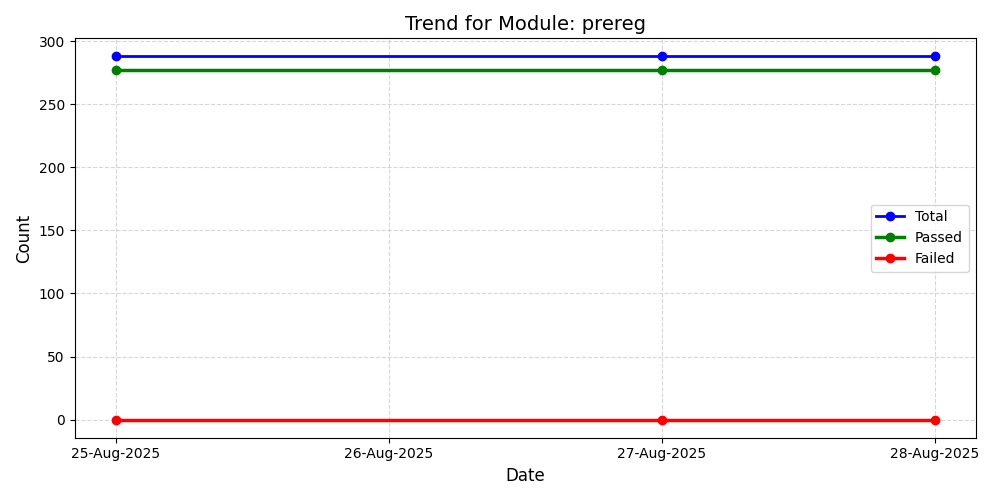 Trend for Module: prereg
300
250
200
150
100
50
0
Count
Total
Passed
Failed
25-Aug-2025
26-Aug-2025
27-Aug-2025
28-Aug-2025
Date